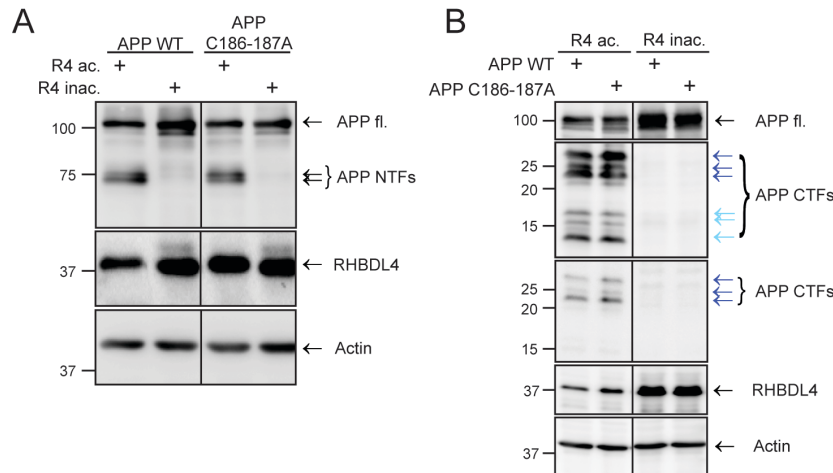 A
APP WT
APP
C186-187A
R4 ac. + +
R4 inac. + +
100
APP fl.
75
APP NTFs
37
RHBDL4
Actin
37
B
R4 ac. R4 inac.
APP WT + +
APP C186-187A + +
100
APP fl.
25
20
15
APP CTFs
25
20
15
APP CTFs
37
RHBDL4
37
Actin